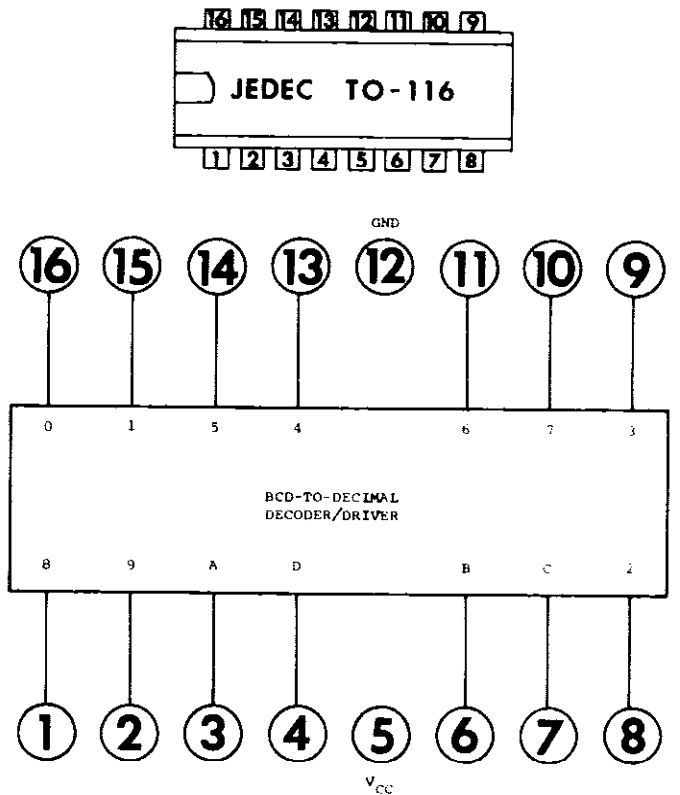 16 15 14 13 12 11 10 9
JEDEC TO-116
1 2 3 4 5 6 7 8
GND
16 15 14 13 12 11 10 9
0 1 5 4 6 7 3
BCD-TO-DECIMAL
DECODER/DRIVER
8 9 A D B C 2
1 2 3 4 5 6 7 8
VCC